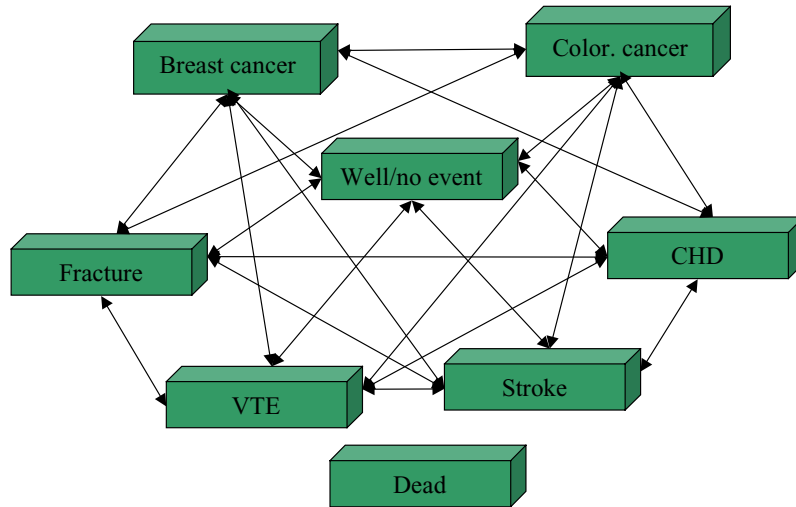 Breast cancer
Color. cancer
Well/no event
Fracture
CHD
VTE
Stroke
Dead